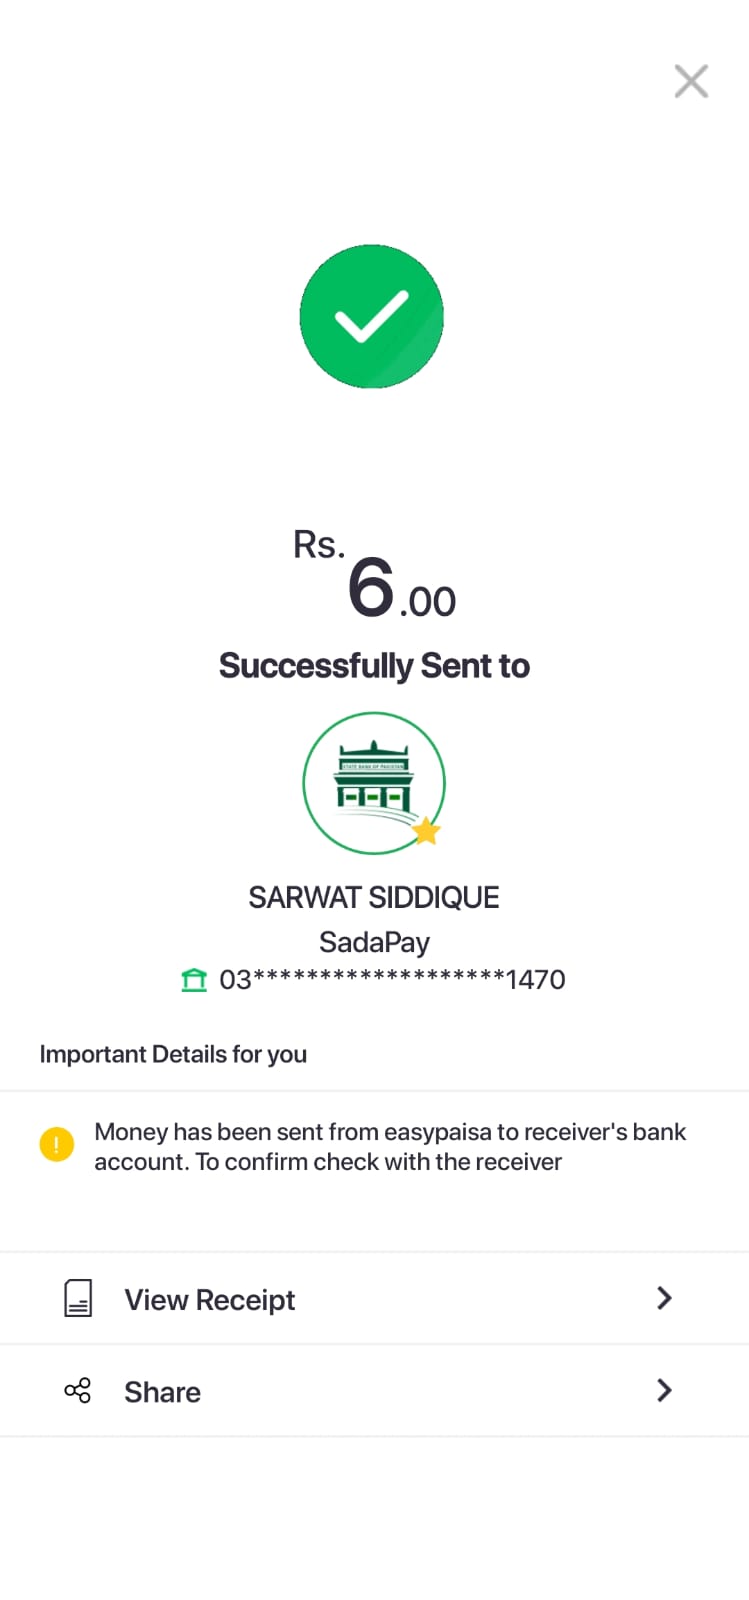 Rs.
6.00
Successfully Sent to
STATE BANK OF PAKISTAN
SARWAT SIDDIQUE
SadaPay
03*******************1470
Important Details for you
Money has been sent from easypaisa to receiver's bank
account. To confirm check with the receiver
View Receipt
Share